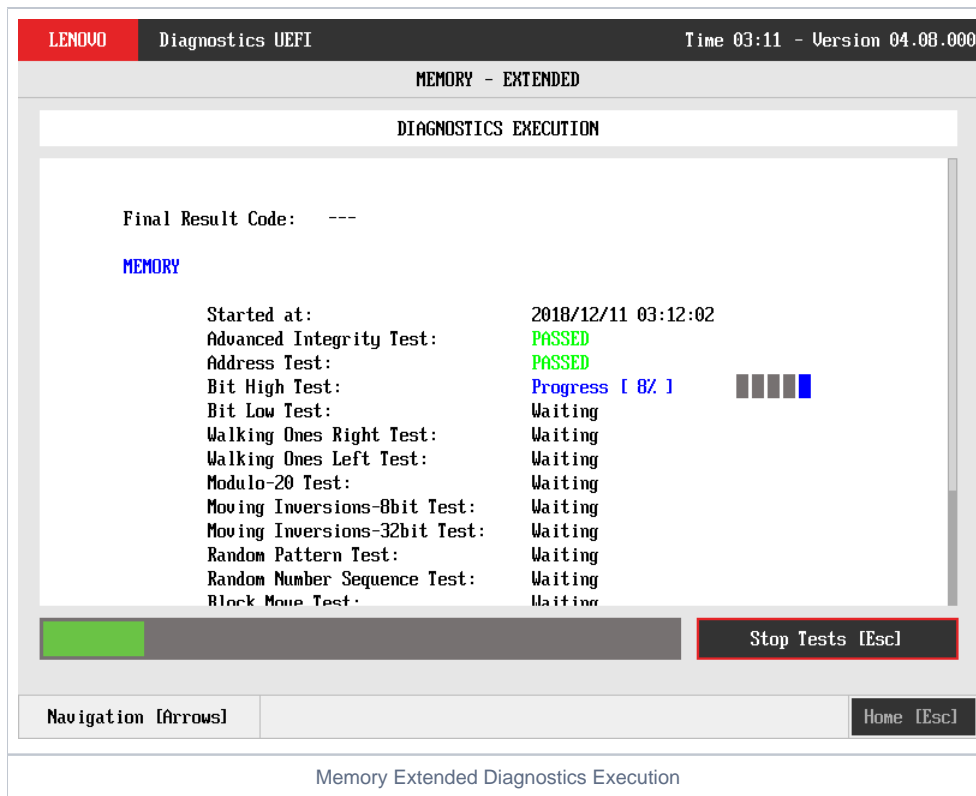 LENOVO Diagnostics UEFI Time 03:11 - Version 04.08.000
MEMORY - EXTENDED
DIAGNOSTICS EXECUTION
Final Result Code: ---
MEMORY
Started at: 2018/12/11 03:12:02
Advanced Integrity Test: PASSED
Address Test: PASSED
Bit High Test: Progress [ 8% ]
Bit Low Test: Waiting
Walking Ones Right Test: Waiting
Walking Ones Left Test: Waiting
Modulo-20 Test: Waiting
Moving Inversions-8bit Test: Waiting
Moving Inversions-32bit Test: Waiting
Random Pattern Test: Waiting
Random Number Sequence Test: Waiting
Block Move Test: Waiting
Stop Tests [Esc]
Navigation [Arrows] Home [Esc]
Memory Extended Diagnostics Execution